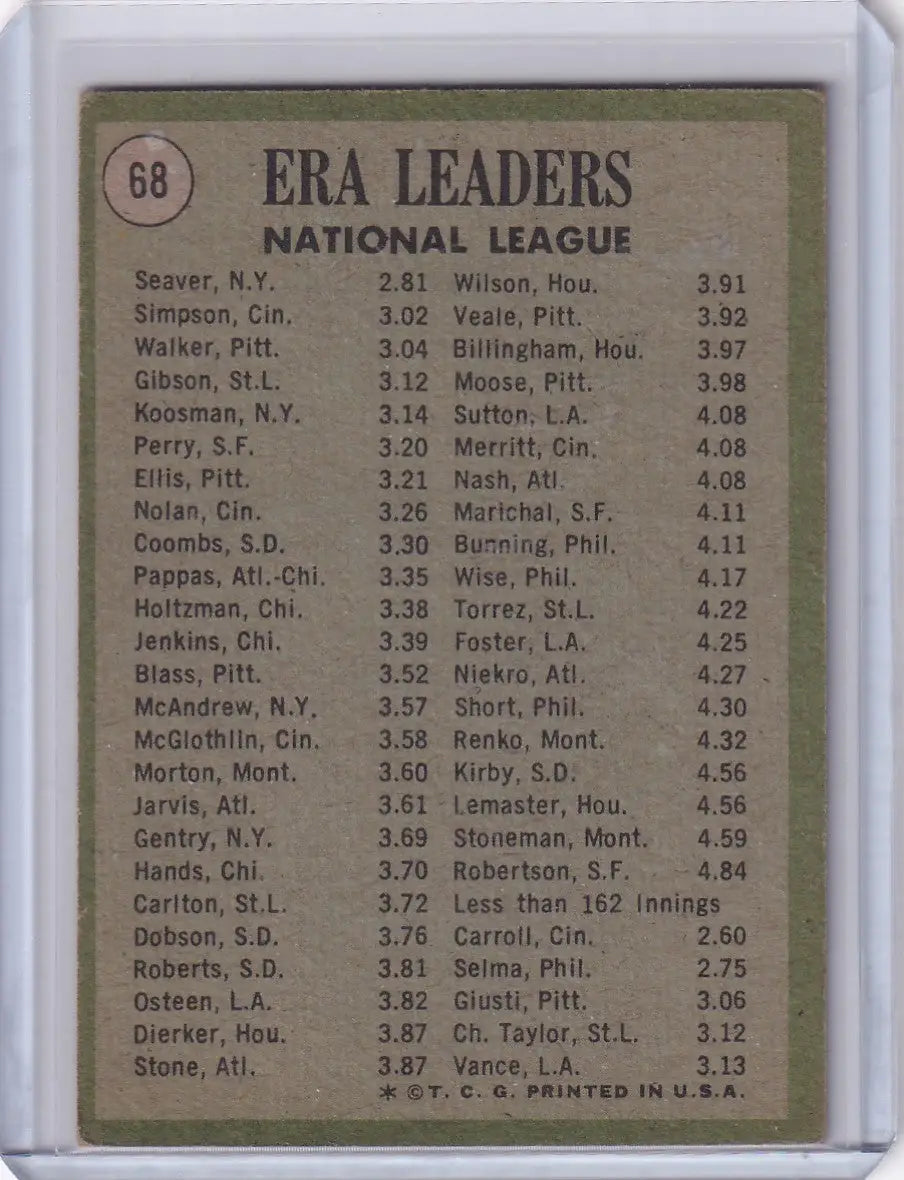 68
ERA LEADERS
NATIONAL LEAGUE
Seaver, N.Y. 2.81 Wilson, Hou. 3.91
Simpson, Cin. 3.02 Veale, Pitt. 3.92
Walker, Pitt. 3.04 Billingham, Hou. 3.97
Gibson, St.L. 3.12 Moose, Pitt. 3.98
Koosman, N.Y. 3.14 Sutton, L.A. 4.08
Perry, S.F. 3.20 Merritt, Cin. 4.08
Ellis, Pitt. 3.21 Nash, Atl. 4.08
Nolan, Cin. 3.26 Marichal, S.F. 4.11
Coombs, S.D. 3.30 Bunning, Phil. 4.11
Pappas, Atl.-Chi. 3.35 Wise, Phil. 4.17
Holtzman, Chi. 3.38 Torrez, St.L. 4.22
Jenkins, Chi. 3.39 Foster, L.A. 4.25
Blass, Pitt. 3.52 Niekro, Atl. 4.27
McAndrew, N.Y. 3.57 Short, Phil. 4.30
McGlothlin, Cin. 3.58 Renko, Mont. 4.32
Morton, Mont. 3.60 Kirby, S.D. 4.56
Jarvis, Atl. 3.61 Lemaster, Hou. 4.56
Gentry, N.Y. 3.69 Stoneman, Mont. 4.59
Hands, Chi. 3.70 Robertson, S.F. 4.84
Carlton, St.L. 3.72 Less than 162 Innings
Dobson, S.D. 3.76 Carroll, Cin. 2.60
Roberts, S.D. 3.81 Selma, Phil. 2.75
Osteen, L.A. 3.82 Giusti, Pitt. 3.06
Dierker, Hou. 3.87 Ch. Taylor, St.L. 3.12
Stone, Atl. 3.87 Vance, L.A. 3.13
* © T. C. G. PRINTED IN U.S.A.